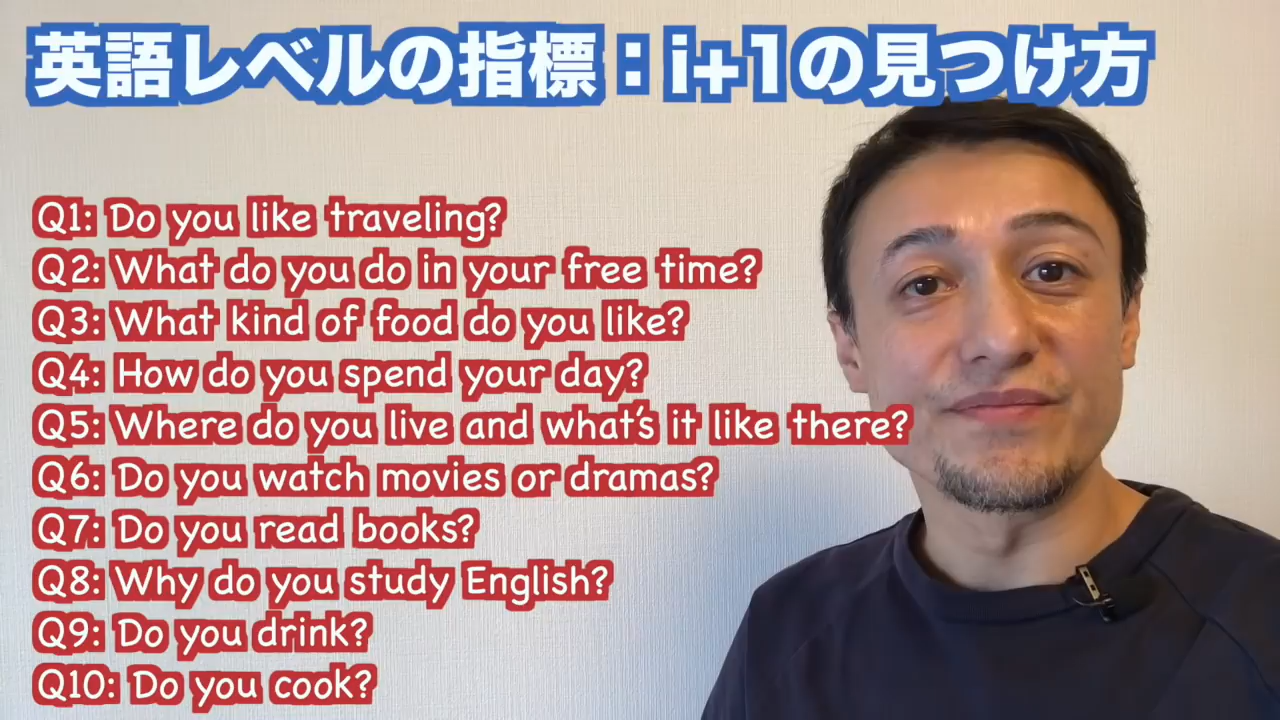 英語レベルの指標：i+1の見つけ方
Q1: Do you like traveling?
Q2: What do you do in your free time?
Q3: What kind of food do you like?
Q4: How do you spend your day?
Q5: Where do you live and what's it like there?
Q6: Do you watch movies or dramas?
Q7: Do you read books?
Q8: Why do you study English?
Q9: Do you drink?
Q10: Do you cook?